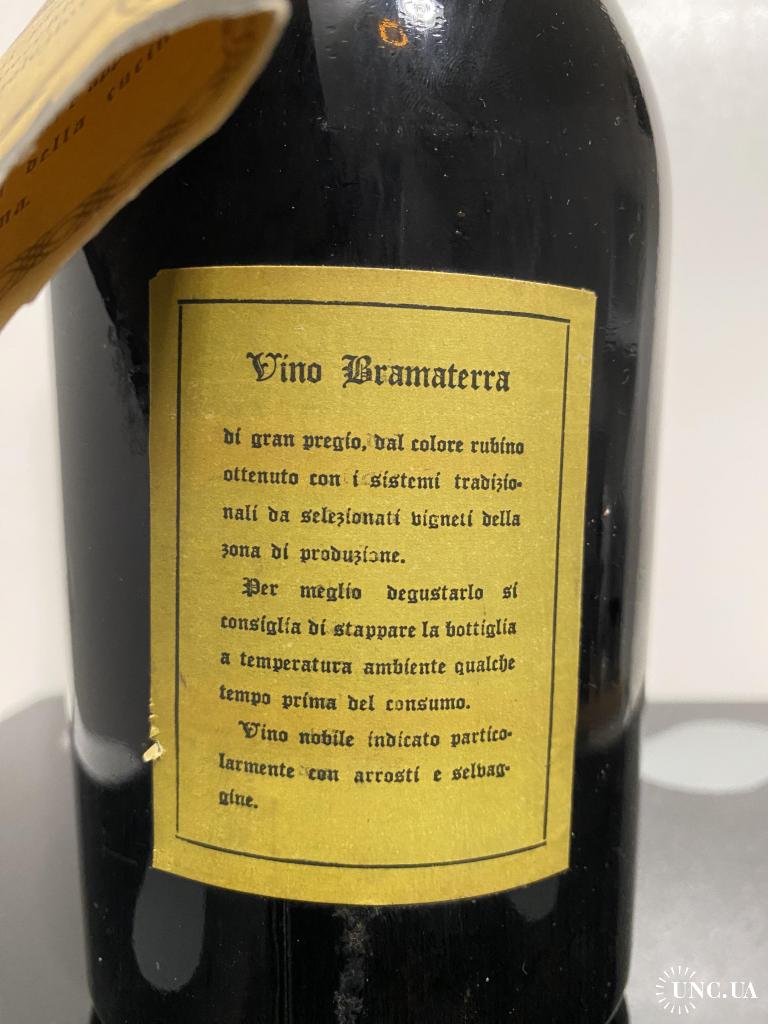 della cucin
na.
Vino Bramaterra
di gran pregio, dal colore rubino
ottenuto con i sistemi tradizio-
nali da selezionati vigneti della
zona di produzione.
Per meglio degustarlo si
consiglia di stappare la bottiglia
a temperatura ambiente qualche
tempo prima del consumo.
Vino nobile indicato partico-
larmente con arrosti e selvag-
gine.
UNC.UA